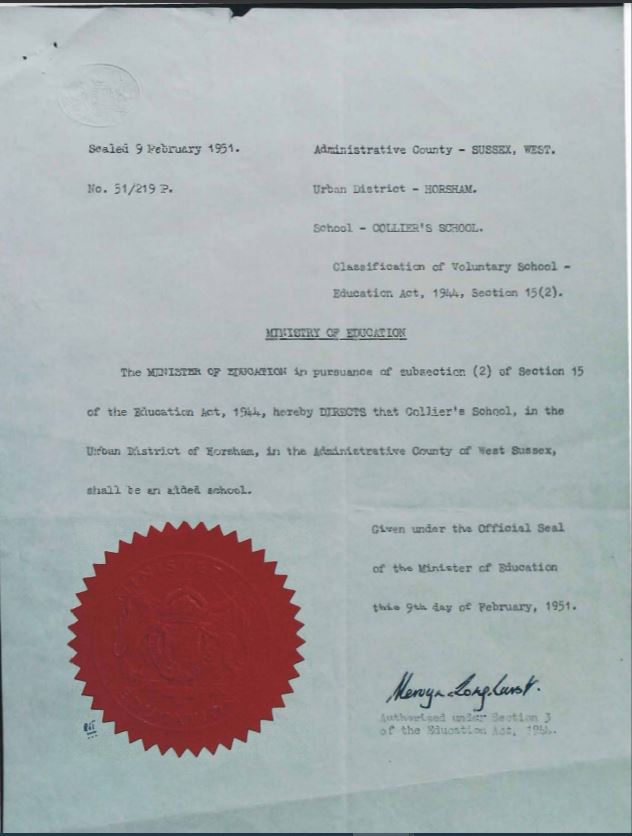 Sealed 9 February 1951.
Administrative County - SUSSEX, WEST.
No. 51/219 P.
Urban District - HORSHAM.
School - COLLIER'S SCHOOL.
Classification of Voluntary School -
Education Act, 1944, Section 15(2).
MINISTRY OF EDUCATION
The MINISTER OF EDUCATION in pursuance of subsection (2) of Section 15
of the Education Act, 1944, hereby DIRECTS that Collier's School, in the
Urban District of Horsham, in the Administrative County of West Sussex,
shall be an aided school.
Given under the Official Seal
of the Minister of Education
this 9th day of February, 1951.
MINISTER
EDUCATION
Mervyn Longhurst.
Authorised under Section 3
of the Education Act, 1944.